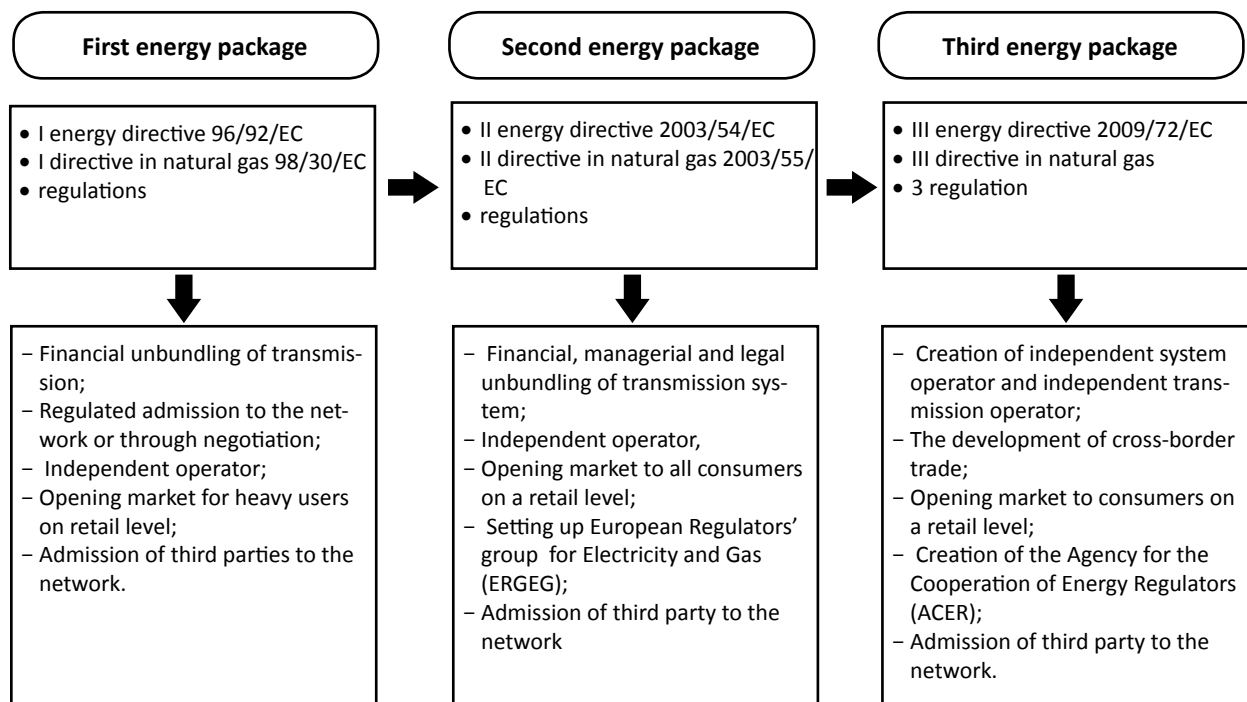 First energy package
Second energy package
Third energy package
• I energy directive 96/92/EC
• I directive in natural gas 98/30/EC
• regulations
• II energy directive 2003/54/EC
• II directive in natural gas 2003/55/
EC
• regulations
• III energy directive 2009/72/EC
• III directive in natural gas
• 3 regulation
– Financial unbundling of transmis-
sion;
– Regulated admission to the net-
work or through negotiation;
– Independent operator;
– Opening market for heavy users
on retail level;
– Admission of third parties to the
network.
– Financial, managerial and legal
unbundling of transmission sys-
tem;
– Independent operator,
– Opening market to all consumers
on a retail level;
– Setting up European Regulators’
group for Electricity and Gas
(ERGEG);
– Admission of third party to the
network
– Creation of independent system
operator and independent trans-
mission operator;
– The development of cross-border
trade;
– Opening market to consumers on
a retail level;
– Creation of the Agency for the
Cooperation of Energy Regulators
(ACER);
– Admission of third party to the
network.